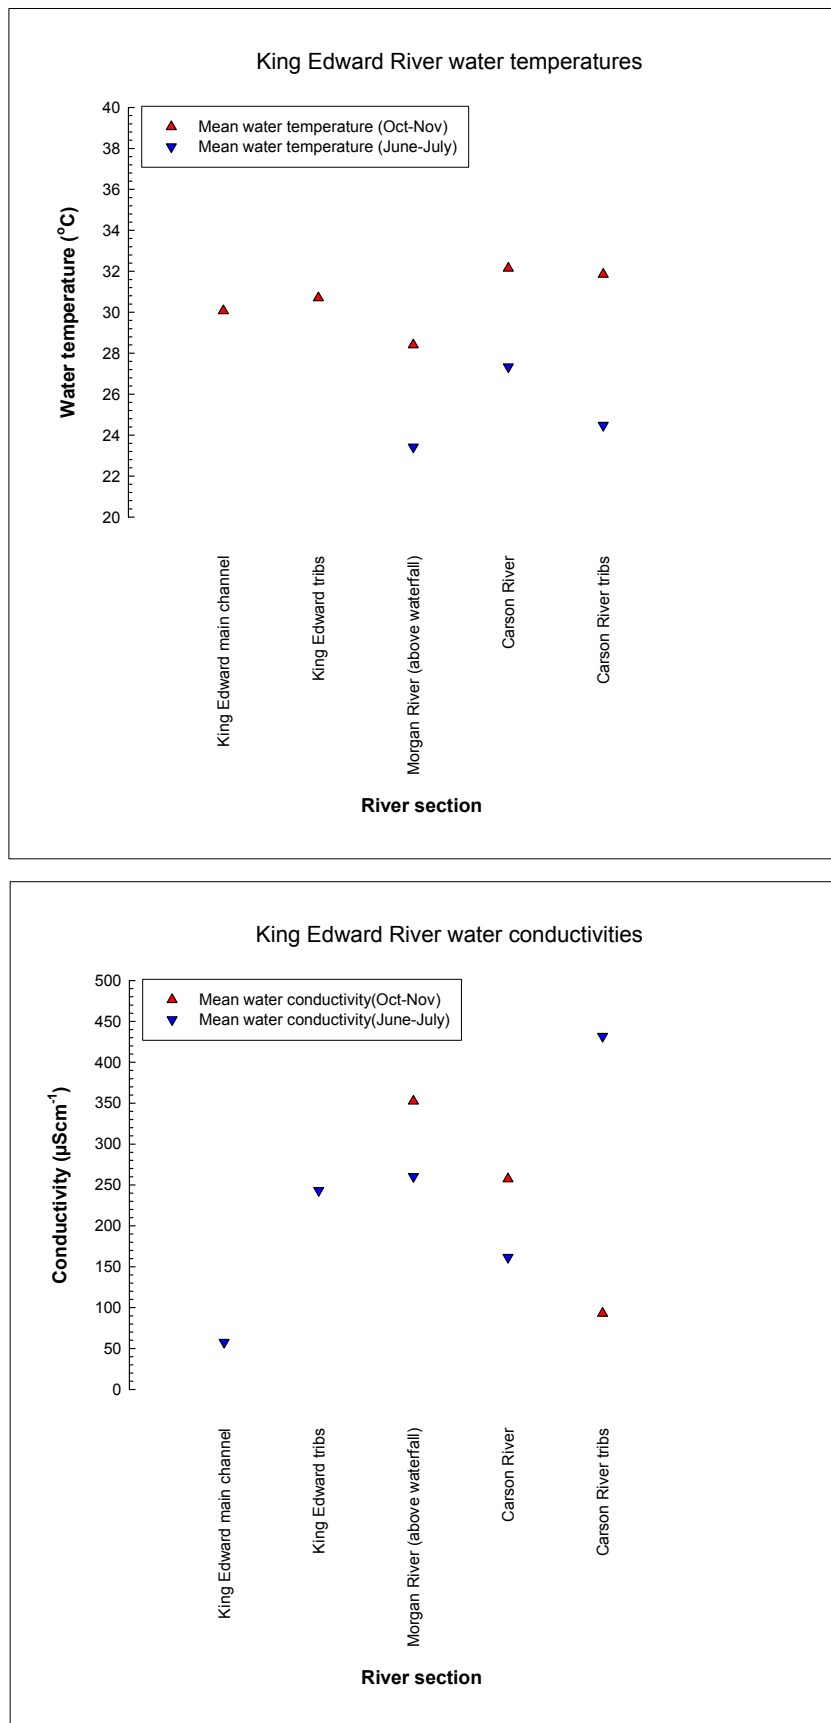 King Edward River water temperatures
Mean water temperature (Oct-Nov)
Mean water temperature (June-July)
40
38
36
34
32
30
28
26
24
22
20
Water temperature (°C)
King Edward main channel
King Edward tribs
Morgan River (above waterfall)
Carson River
Carson River tribs
River section
King Edward River water conductivities
Mean water conductivity(Oct-Nov)
Mean water conductivity(June-July)
500
450
400
350
300
250
200
150
100
50
0
Conductivity (µScm⁻¹)
King Edward main channel
King Edward tribs
Morgan River (above waterfall)
Carson River
Carson River tribs
River section